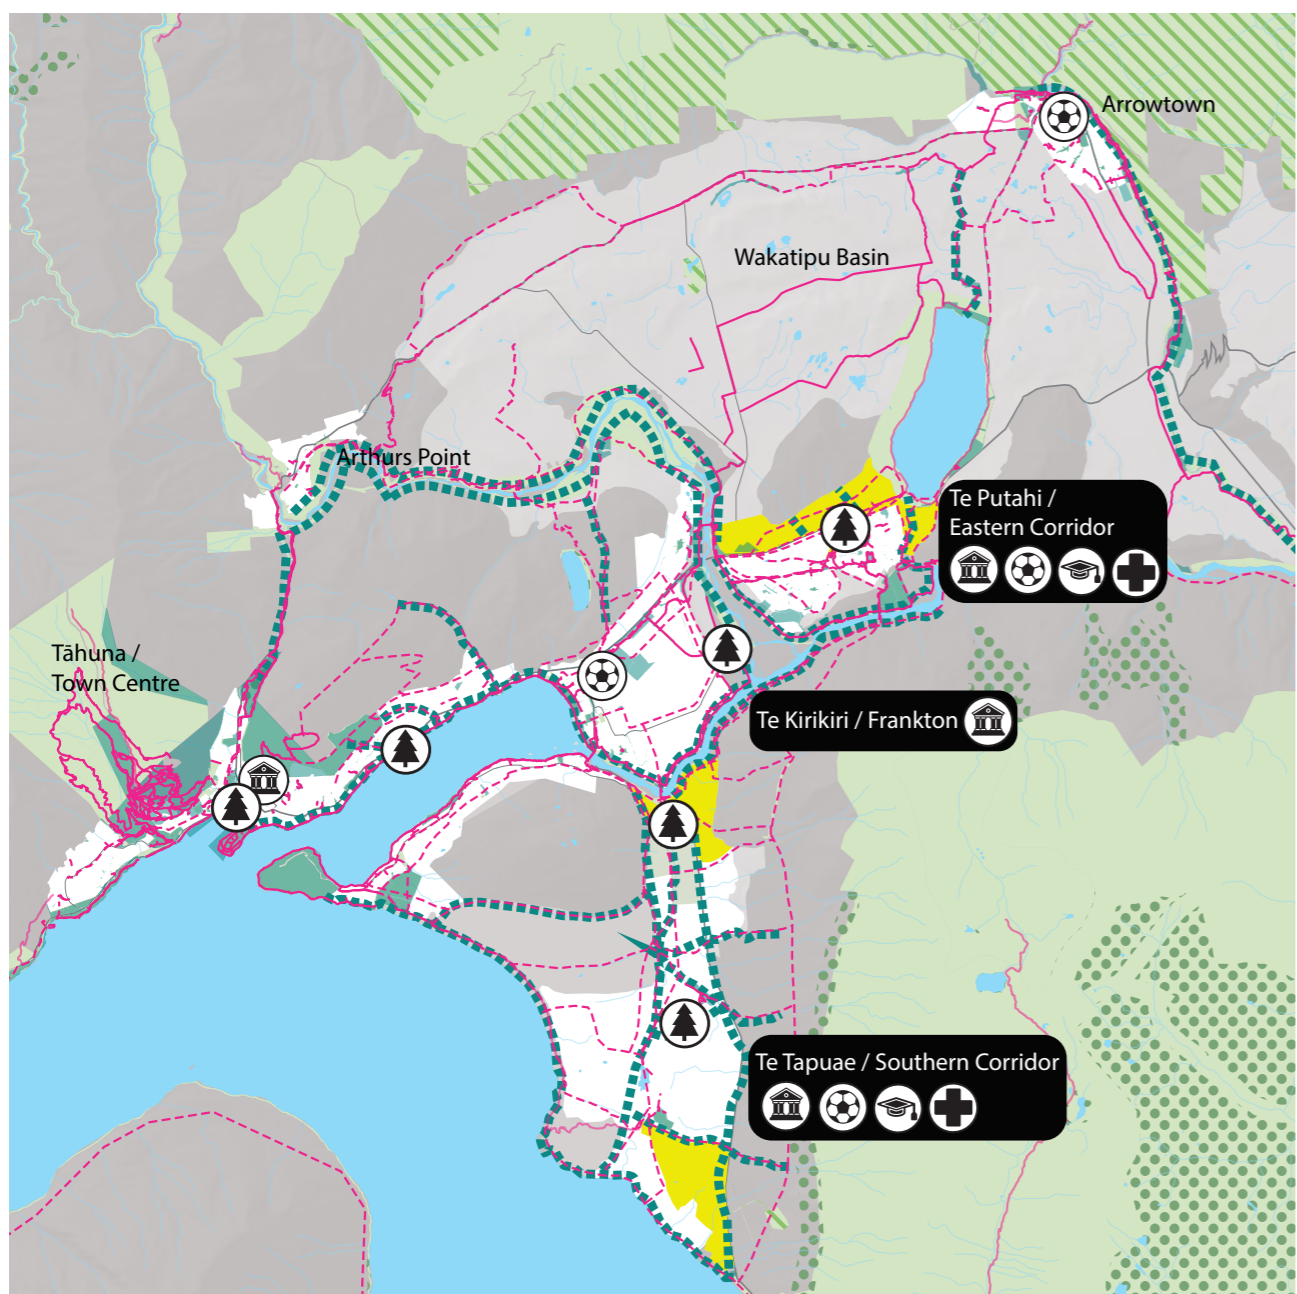 Arrowtown
Wakatipu Basin
Arthurs Point
Te Putahi /
Eastern Corridor
Tāhuna /
Town Centre
Te Kirikiri / Frankton
Te Tapuae / Southern Corridor